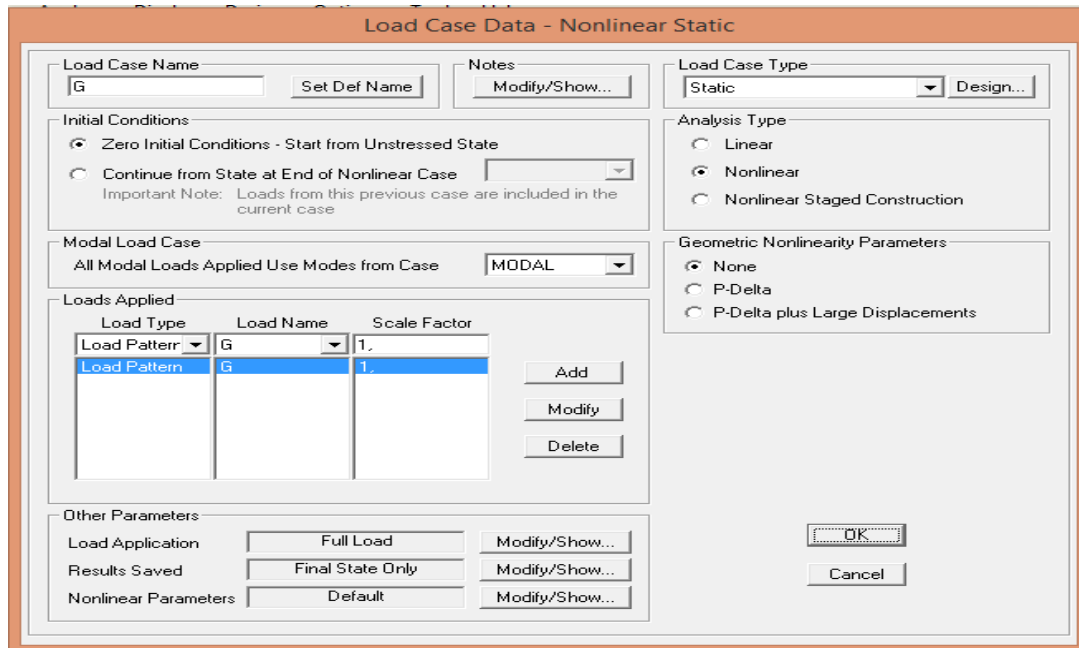 Load Case Data - Nonlinear Static
Load Case Name
G
Set Def Name
Notes
Modify/Show...
Load Case Type
Static
Design...
Initial Conditions
Zero Initial Conditions - Start from Unstressed State
Continue from State at End of Nonlinear Case
Important Note: Loads from this previous case are included in the
current case
Analysis Type
Linear
Nonlinear
Nonlinear Staged Construction
Modal Load Case
All Modal Loads Applied Use Modes from Case
MODAL
Geometric Nonlinearity Parameters
None
P-Delta
P-Delta plus Large Displacements
Loads Applied
Load Type Load Name Scale Factor
Load Pattern G 1,
Load Pattern G 1,
Add
Modify
Delete
Other Parameters
Load Application Full Load Modify/Show...
Results Saved Final State Only Modify/Show...
Nonlinear Parameters Default Modify/Show...
OK
Cancel